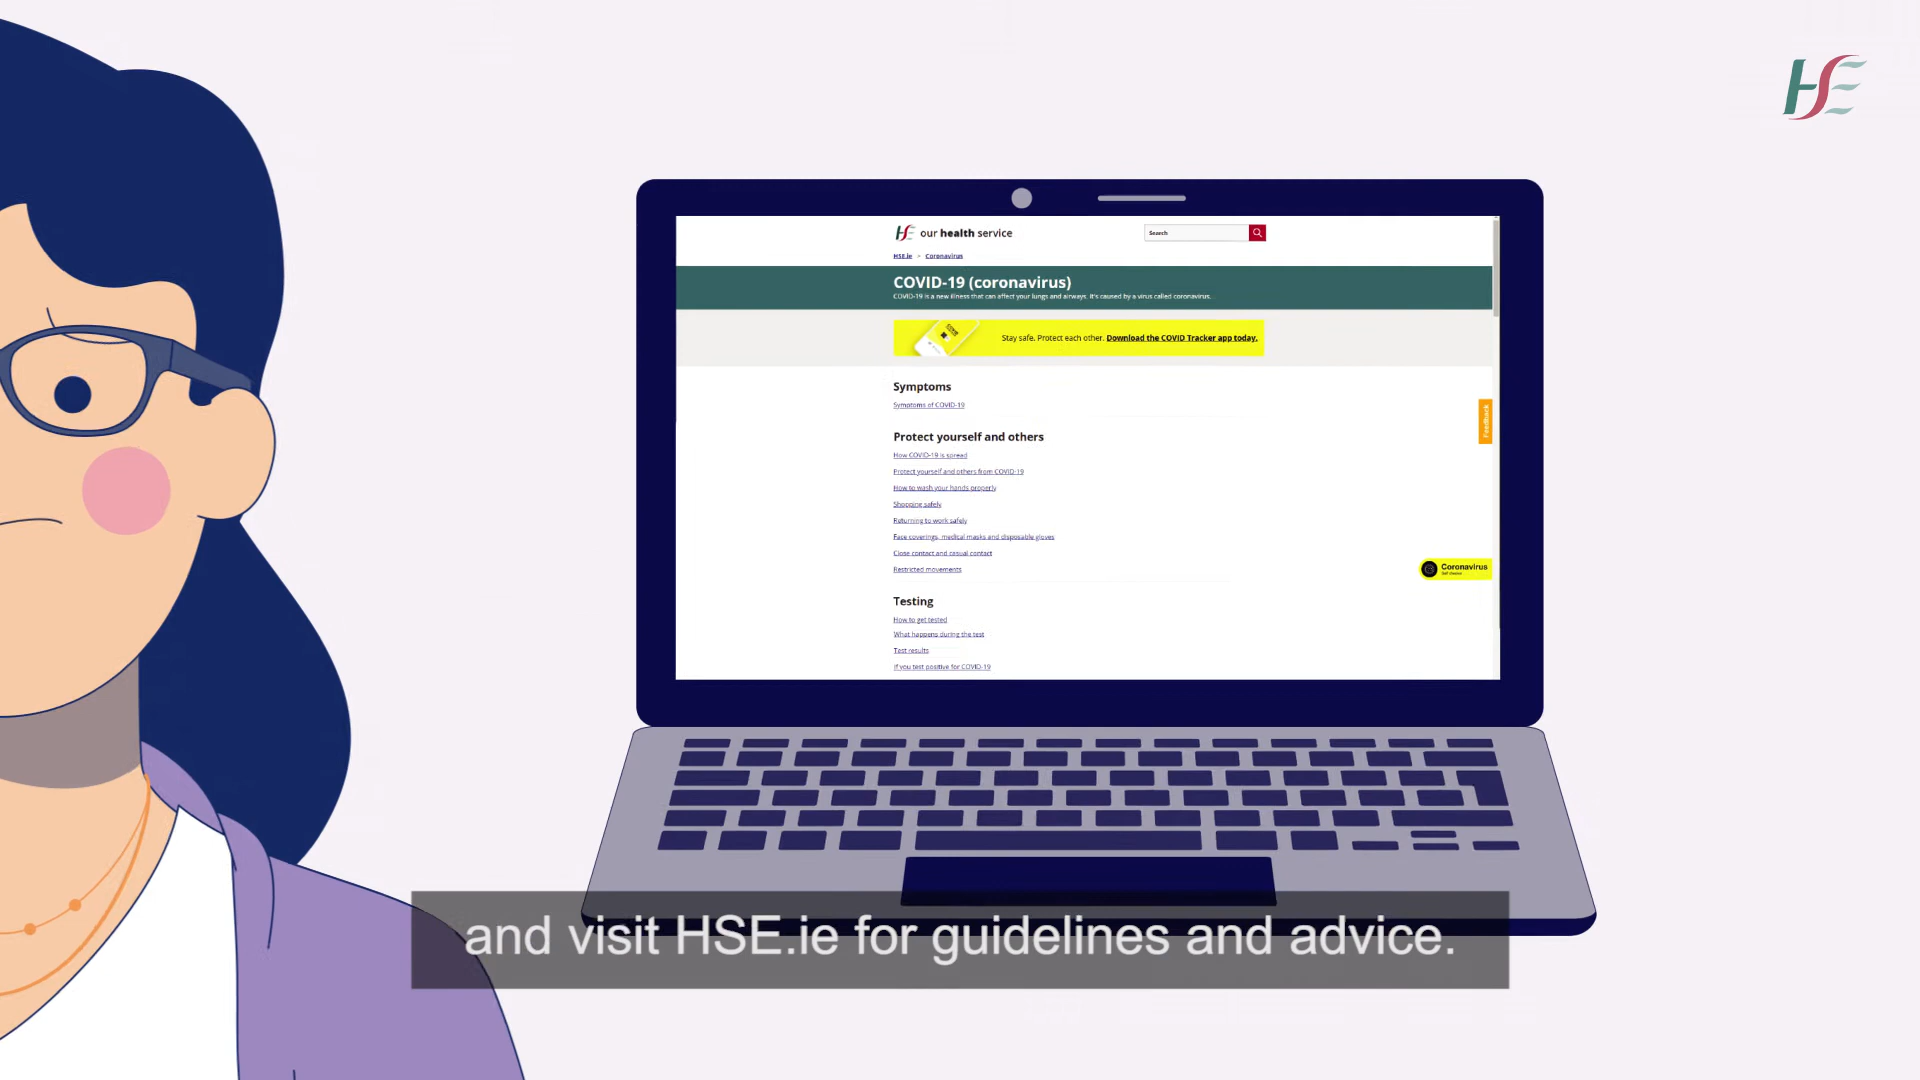 HSE
HSE our health service
Search
HSE.ie > Coronavirus
COVID-19 (coronavirus)
COVID-19 is a new illness that can affect your lungs and airways. It's caused by a virus called coronavirus.
Stay safe. Protect each other. Download the COVID Tracker app today.
Symptoms
Symptoms of COVID-19
Protect yourself and others
How COVID-19 is spread
Protect yourself and others from COVID-19
How to wash your hands properly
Shopping safely
Returning to work safely
Face coverings, medical masks and disposable gloves
Close contact and casual contact
Restricted movements
Feedback
Coronavirus
Testing
How to get tested
What happens during the test
Test results
If you test positive for COVID-19
and visit HSE.ie for guidelines and advice.